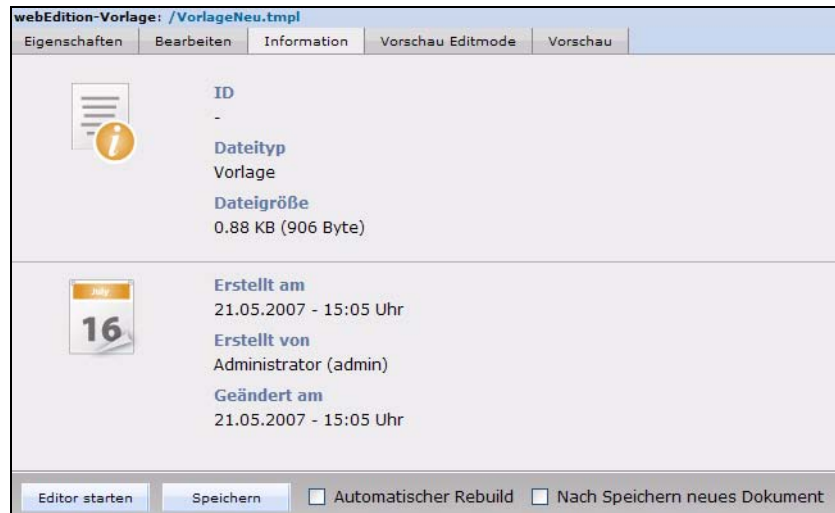 webEdition-Vorlage: /VorlageNeu.tmpl
Eigenschaften Bearbeiten Information Vorschau Editmode Vorschau
ID
-
Dateityp
Vorlage
Dateigröße
0.88 KB (906 Byte)
July
16
Erstellt am
21.05.2007 - 15:05 Uhr
Erstellt von
Administrator (admin)
Geändert am
21.05.2007 - 15:05 Uhr
Editor starten Speichern Automatischer Rebuild Nach Speichern neues Dokument